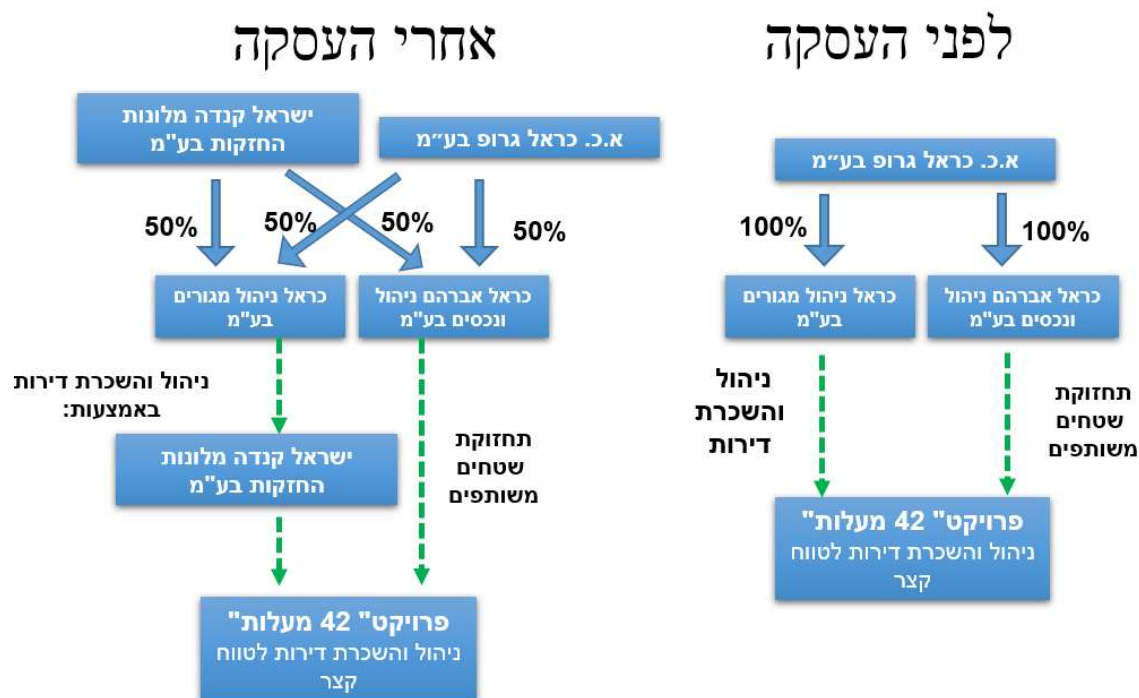 לפני העסקה
א.כ. כראל גרופ בע״מ
100%
100%
כראל אברהם ניהול
ונכסים בע"מ
כראל ניהול מגורים
בע"מ
תחזוקת
שטחים
משותפים
ניהול
והשכרת
דירות
פרויקט" 42 מעלות"
ניהול והשכרת דירות לטווח
קצר
אחרי העסקה
א.כ. כראל גרופ בע״מ
ישראל קנדה מלונות
החזקות בע"מ
50%
50%
50%
50%
כראל אברהם ניהול
ונכסים בע"מ
כראל ניהול מגורים
בע"מ
תחזוקת
שטחים
משותפים
ניהול והשכרת דירות
באמצעות:
ישראל קנדה מלונות
החזקות בע"מ
פרויקט" 42 מעלות"
ניהול והשכרת דירות לטווח
קצר